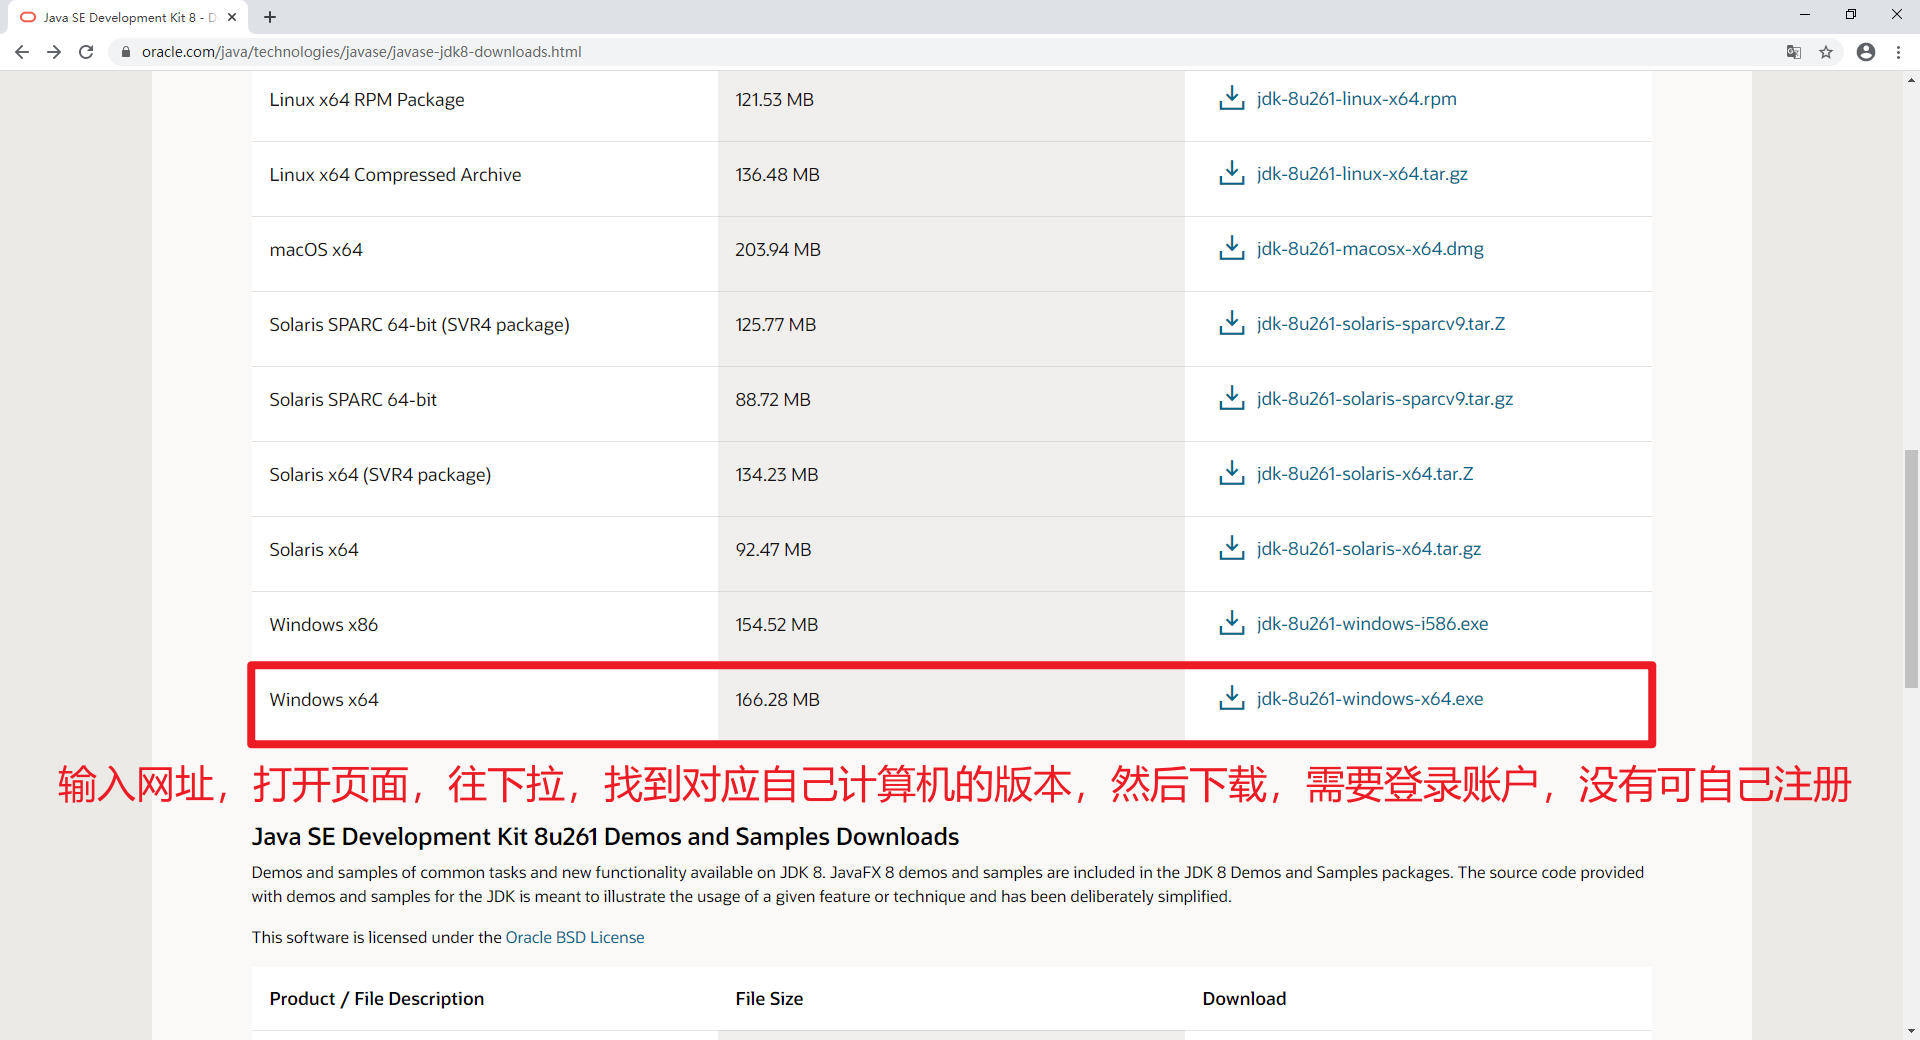 Java SE Development Kit 8 - D
oracle.com/java/technologies/javase/javase-jdk8-downloads.html
Linux x64 RPM Package 121.53 MB jdk-8u261-linux-x64.rpm
Linux x64 Compressed Archive 136.48 MB jdk-8u261-linux-x64.tar.gz
macOS x64 203.94 MB jdk-8u261-macosx-x64.dmg
Solaris SPARC 64-bit (SVR4 package) 125.77 MB jdk-8u261-solaris-sparcv9.tar.Z
Solaris SPARC 64-bit 88.72 MB jdk-8u261-solaris-sparcv9.tar.gz
Solaris x64 (SVR4 package) 134.23 MB jdk-8u261-solaris-x64.tar.Z
Solaris x64 92.47 MB jdk-8u261-solaris-x64.tar.gz
Windows x86 154.52 MB jdk-8u261-windows-i586.exe
Windows x64 166.28 MB jdk-8u261-windows-x64.exe
输入网址，打开页面，往下拉，找到对应自己计算机的版本，然后下载，需要登录账户，没有可自己注册
Java SE Development Kit 8u261 Demos and Samples Downloads
Demos and samples of common tasks and new functionality available on JDK 8. JavaFX 8 demos and samples are included in the JDK 8 Demos and Samples packages. The source code provided
with demos and samples for the JDK is meant to illustrate the usage of a given feature or technique and has been deliberately simplified.
This software is licensed under the Oracle BSD License
Product / File Description File Size Download